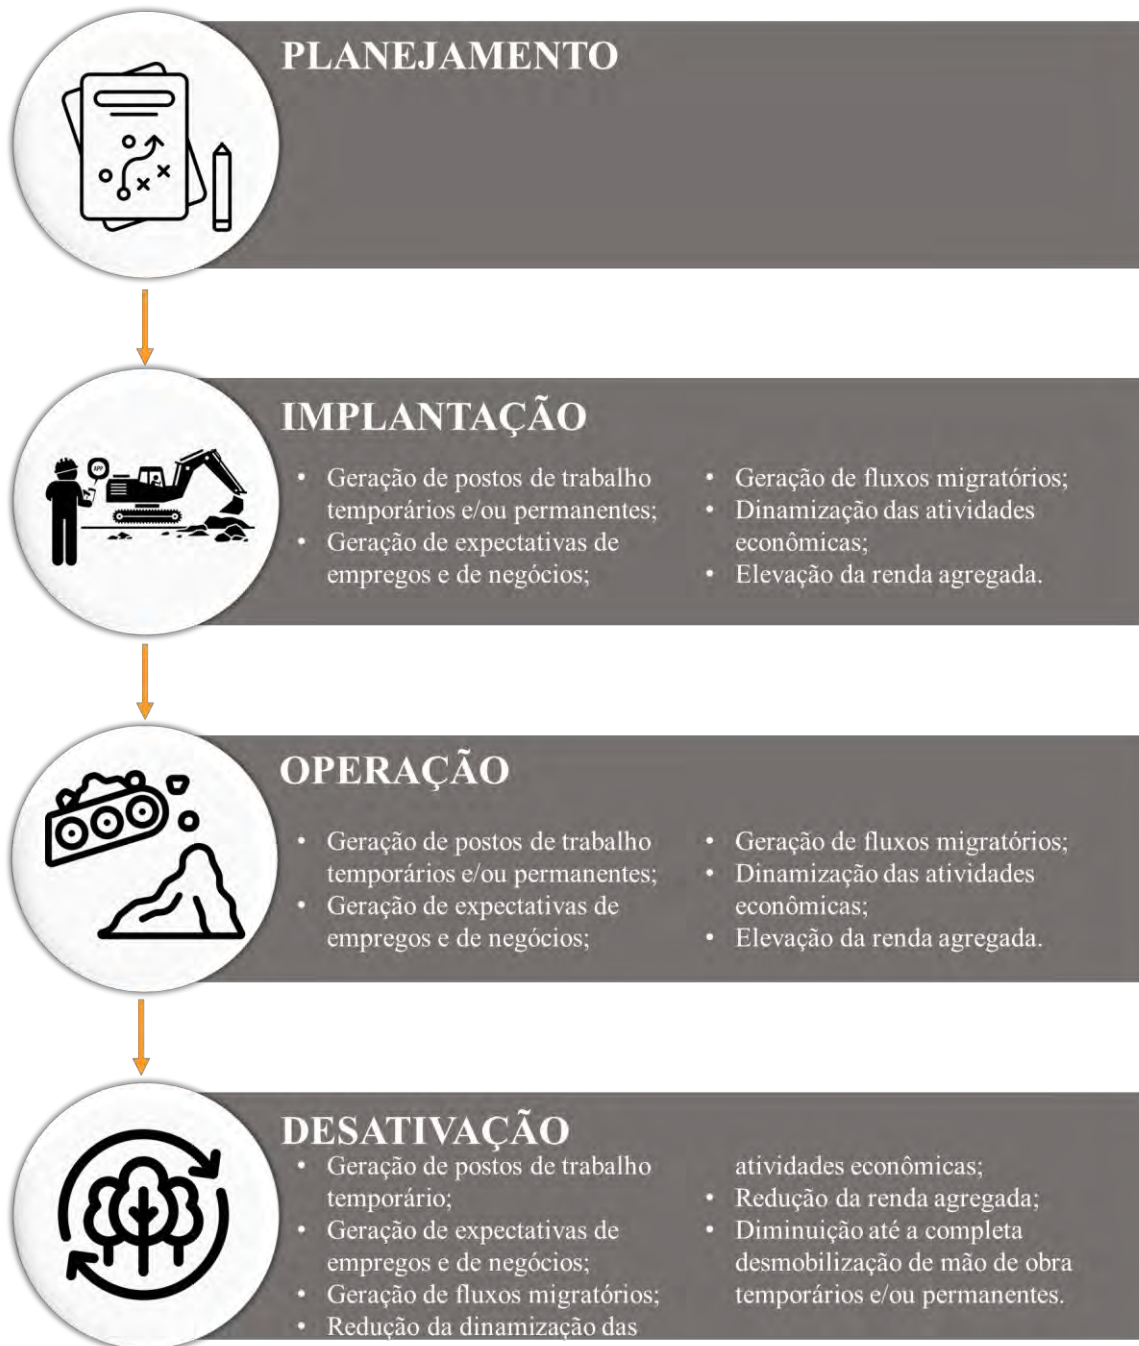 PLANEJAMENTO
IMPLANTAÇÃO
• Geração de postos de trabalho
temporários e/ou permanentes;
• Geração de expectativas de
empregos e de negócios;
• Geração de fluxos migratórios;
• Dinamização das atividades
econômicas;
• Elevação da renda agregada.
APP
OPERAÇÃO
• Geração de postos de trabalho
temporários e/ou permanentes;
• Geração de expectativas de
empregos e de negócios;
• Geração de fluxos migratórios;
• Dinamização das atividades
econômicas;
• Elevação da renda agregada.
DESATIVAÇÃO
• Geração de postos de trabalho
temporário;
• Geração de expectativas de
empregos e de negócios;
• Geração de fluxos migratórios;
• Redução da dinamização das
atividades econômicas;
• Redução da renda agregada;
• Diminuição até a completa
desmobilização de mão de obra
temporários e/ou permanentes.